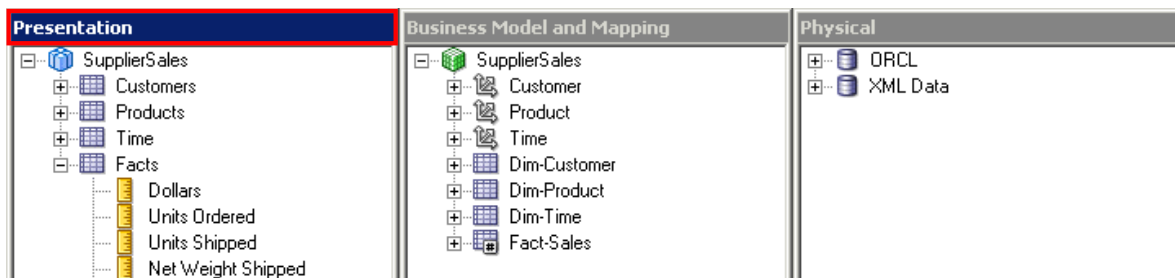 Presentation
SupplierSales
Customers
Products
Time
Facts
Dollars
Units Ordered
Units Shipped
Net Weight Shipped
Business Model and Mapping
SupplierSales
Customer
Product
Time
Dim-Customer
Dim-Product
Dim-Time
Fact-Sales
Physical
ORCL
XML Data